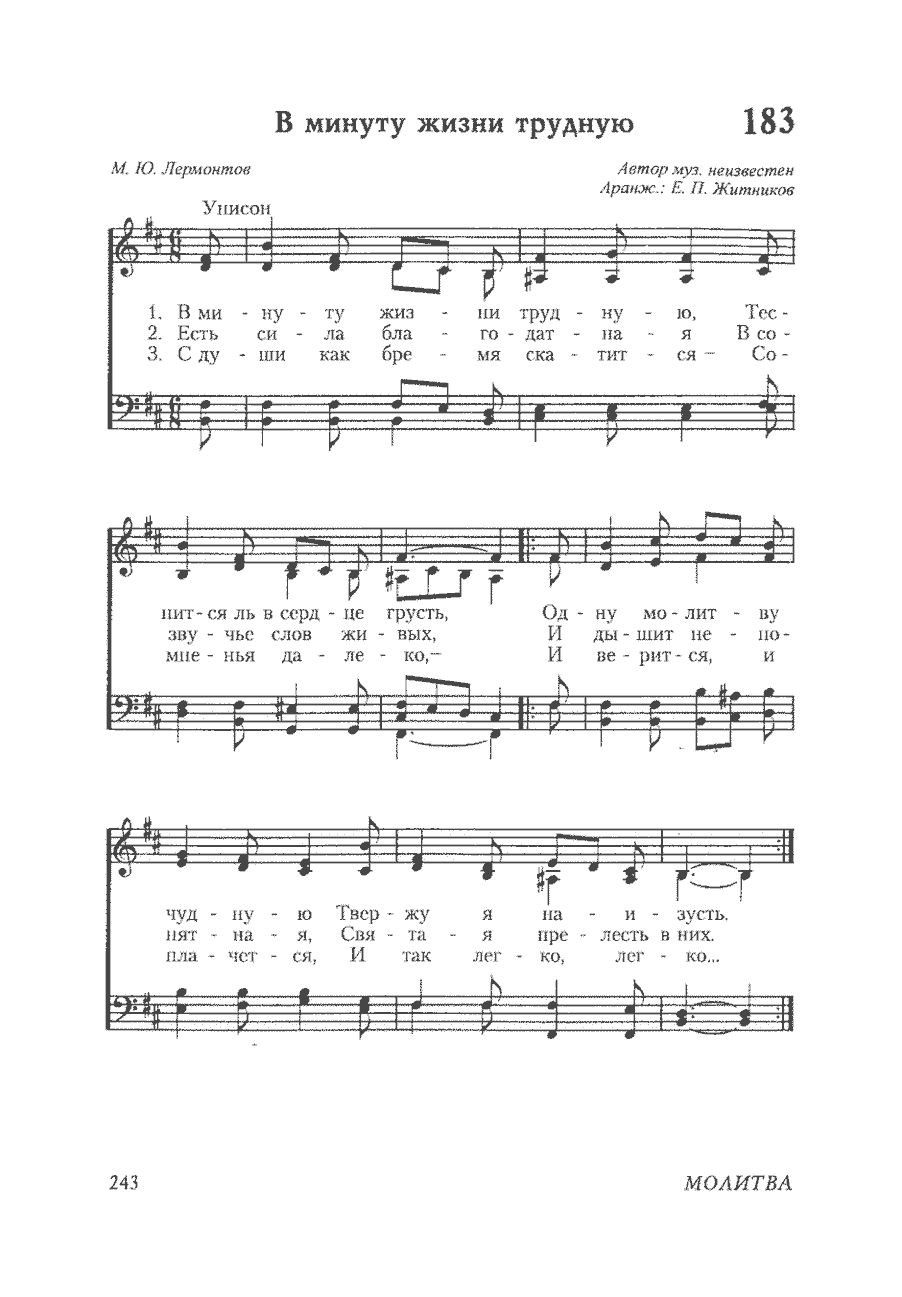 В минуту жизни трудную 183
М. Ю. Лермонтов
Автор муз. неизвестен
Аранж.: Е. П. Житников
Унисон
1. В ми - ну - ту жиз - ни труд - ну - ю, Тес -
2. Есть си - ла бла - го - дат - на - я В со -
3. С ду - ши как бре - мя ска - тит - ся – Со -
нит - ся ль в серд - це грусть, Од - ну мо - лит - ву
зву - чье слов жи - вых, И ды - шит не - по -
мне - нья да - ле - ко,– И ве - рит - ся, и
чуд - ну - ю Твер - жу я на - и - зусть.
нят - на - я, Свя - та - я пре - лесть в них.
пла - чет - ся, И так лег - ко, лег - ко...
243 МОЛИТВА